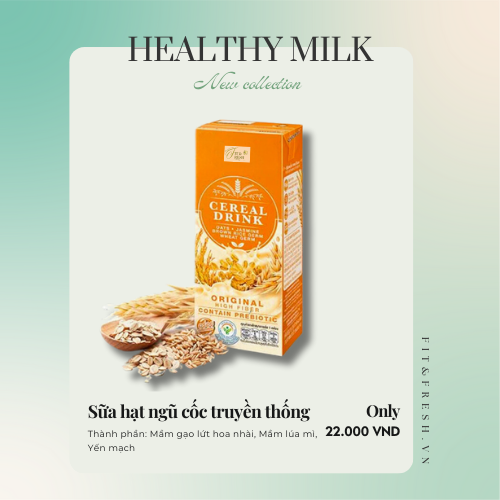 HEALTHY MILK
New collection
CEREAL
DRINK
OATS • JASMINE
BROWN RICE GERM
WHEAT GERM
ORIGINAL
HIGH FIBER
CONTAIN PREBIOTIC
Sữa hạt ngũ cốc truyền thống
Only
Thành phần: Mầm gạo lứt hoa nhài, Mầm lúa mì,
22.000 VND
Yến mạch
FIT&FRESH.VN